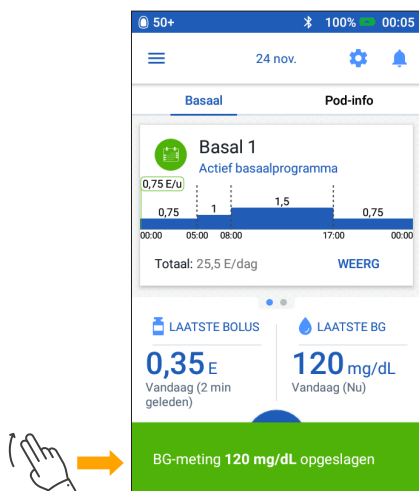 50+ 100% 00:05
24 nov.
Basaal Pod-info
Basal 1
Actief basaalprogramma
0,75 E/u
0,75 1 1,5 0,75
00:00 05:00 08:00 17:00 00:00
Totaal: 25,5 E/dag WEERG
LAATSTE BOLUS LAATSTE BG
0,35 E 120 mg/dL
Vandaag (2 min Vandaag (Nu)
geleden)
BG-meting 120 mg/dL opgeslagen